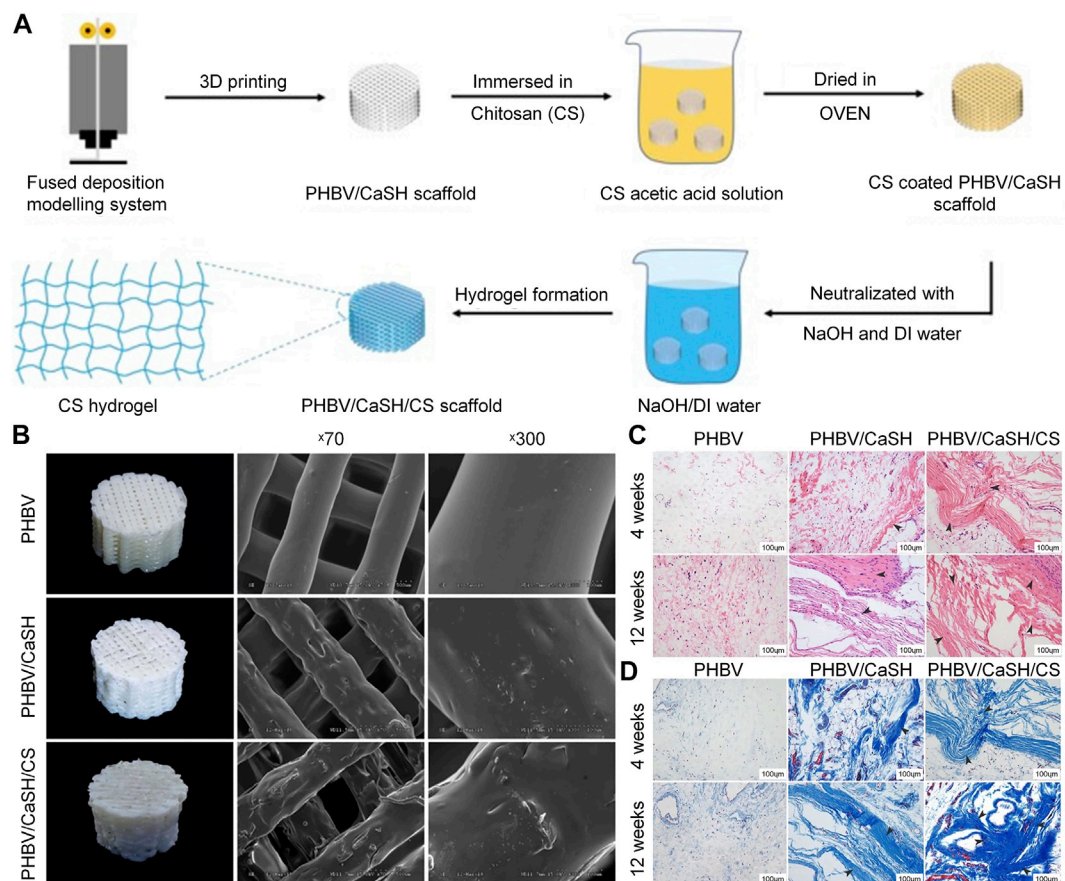 A
3D printing
Immersed in
Chitosan (CS)
Dried in
OVEN
Fused deposition
modelling system
PHBV/CaSH scaffold
CS acetic acid solution
CS coated PHBV/CaSH
scaffold
Hydrogel formation
Neutralizated with
NaOH and DI water
CS hydrogel
PHBV/CaSH/CS scaffold
NaOH/DI water
B
x70
x300
PHBV
PHBV/CaSH
PHBV/CaSH/CS
C
PHBV
PHBV/CaSH
PHBV/CaSH/CS
4 weeks
100μm
100μm
100μm
12 weeks
100μm
100μm
100μm
D
PHBV
PHBV/CaSH
PHBV/CaSH/CS
4 weeks
100μm
100μm
100μm
12 weeks
100μm
100μm
100μm